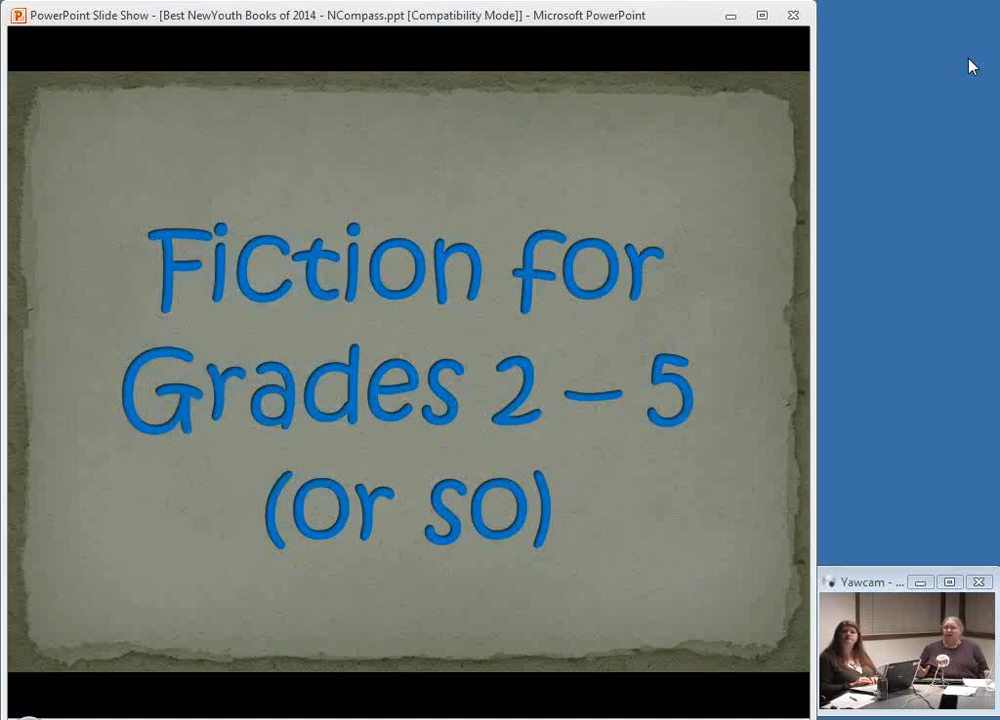 PowerPoint Slide Show - [Best NewYouth Books of 2014 - NCompass.ppt [Compatibility Mode]] - Microsoft PowerPoint
Fiction for
Grades 2 – 5
(or so)
Yawcam - ...